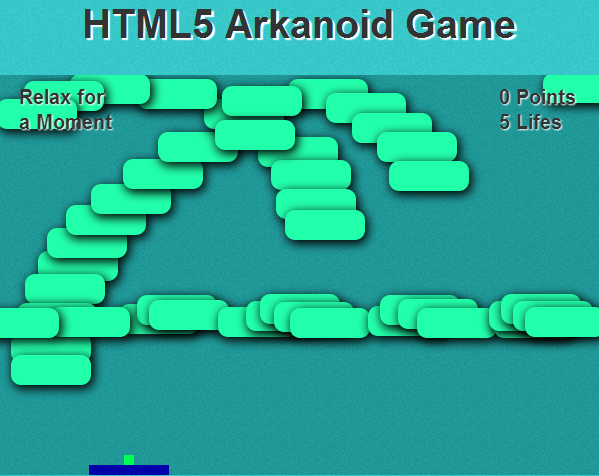 HTML5 Arkanoid Game
Relax for
a Moment
0 Points
5 Lifes